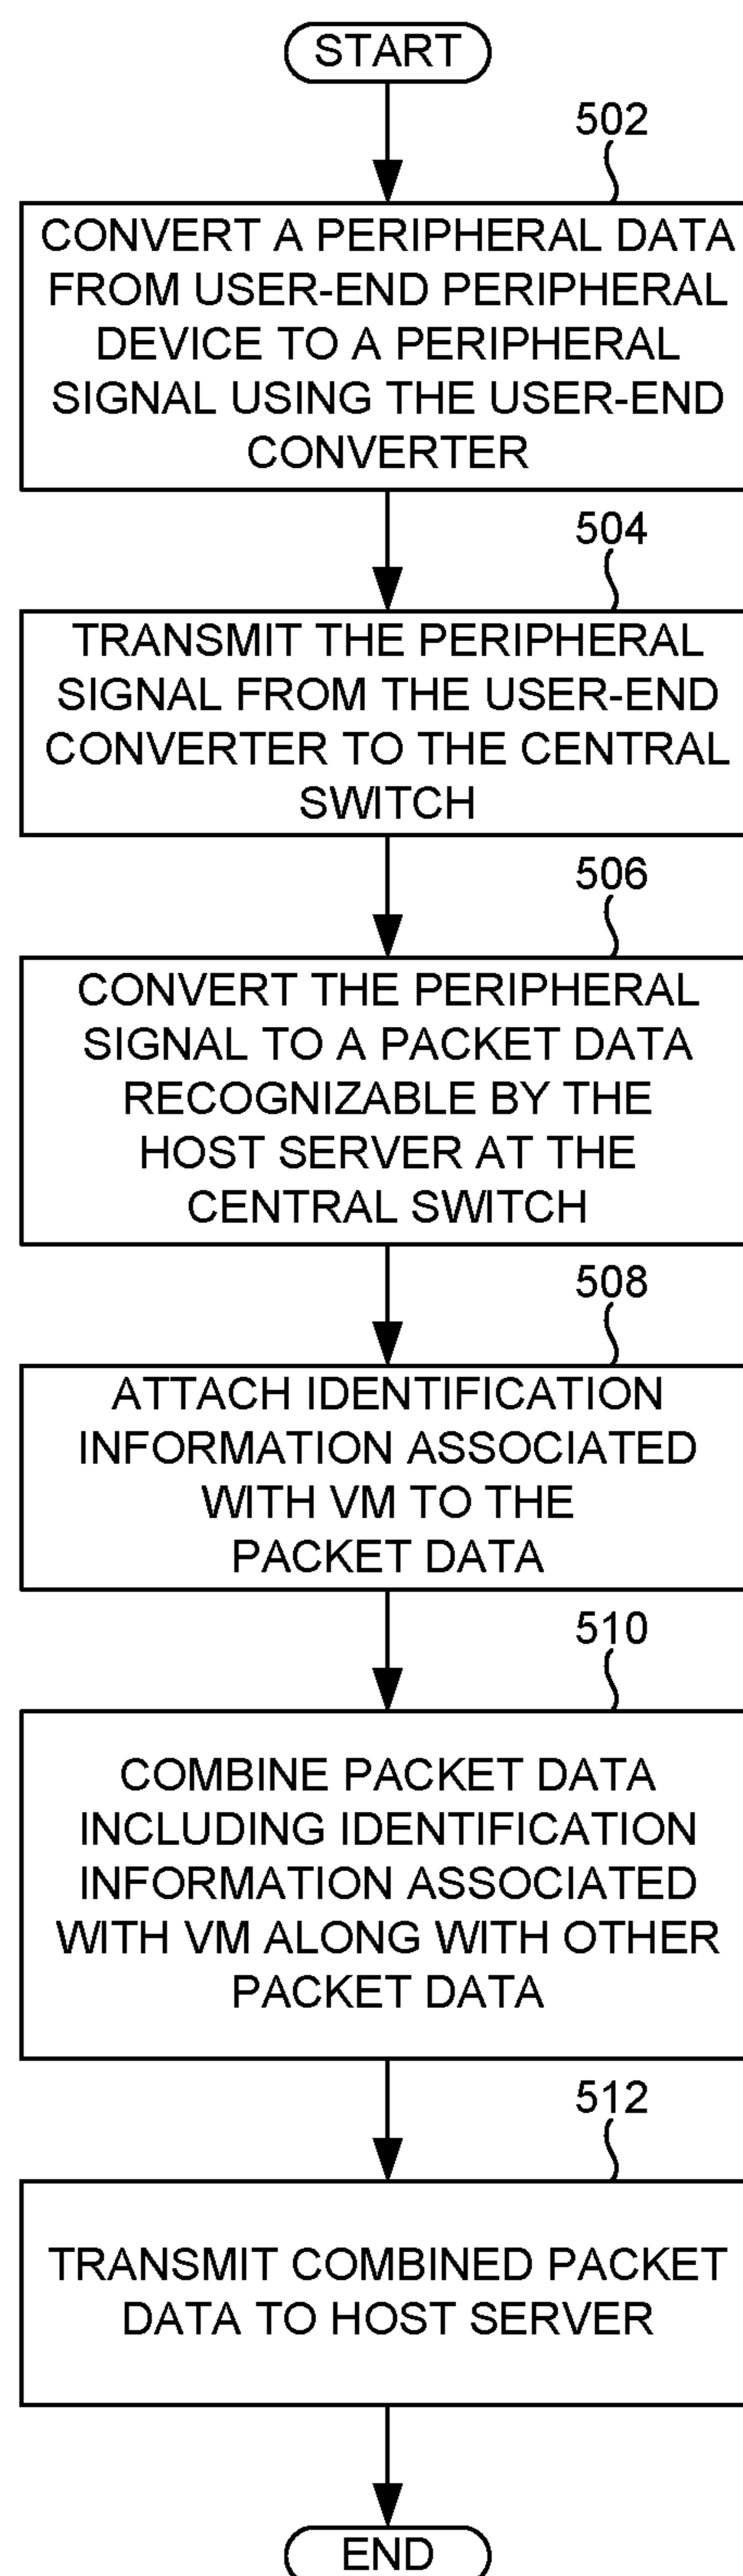 START
502
CONVERT A PERIPHERAL DATA
FROM USER-END PERIPHERAL
DEVICE TO A PERIPHERAL
SIGNAL USING THE USER-END
CONVERTER
504
TRANSMIT THE PERIPHERAL
SIGNAL FROM THE USER-END
CONVERTER TO THE CENTRAL
SWITCH
506
CONVERT THE PERIPHERAL
SIGNAL TO A PACKET DATA
RECOGNIZABLE BY THE
HOST SERVER AT THE
CENTRAL SWITCH
508
ATTACH IDENTIFICATION
INFORMATION ASSOCIATED
WITH VM TO THE
PACKET DATA
510
COMBINE PACKET DATA
INCLUDING IDENTIFICATION
INFORMATION ASSOCIATED
WITH VM ALONG WITH OTHER
PACKET DATA
512
TRANSMIT COMBINED PACKET
DATA TO HOST SERVER
END